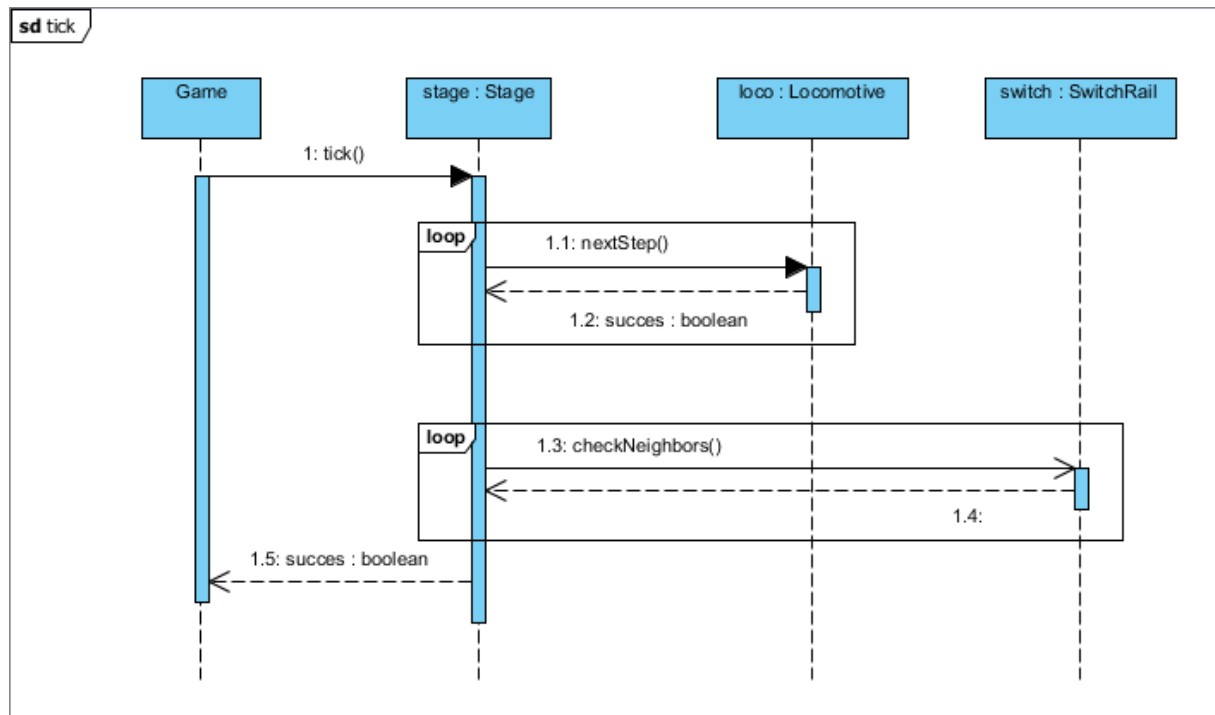 sd tick
Game
stage : Stage
loco : Locomotive
switch : SwitchRail
1: tick()
loop
1.1: nextStep()
1.2: succes : boolean
loop
1.3: checkNeighbors()
1.4:
1.5: succes : boolean